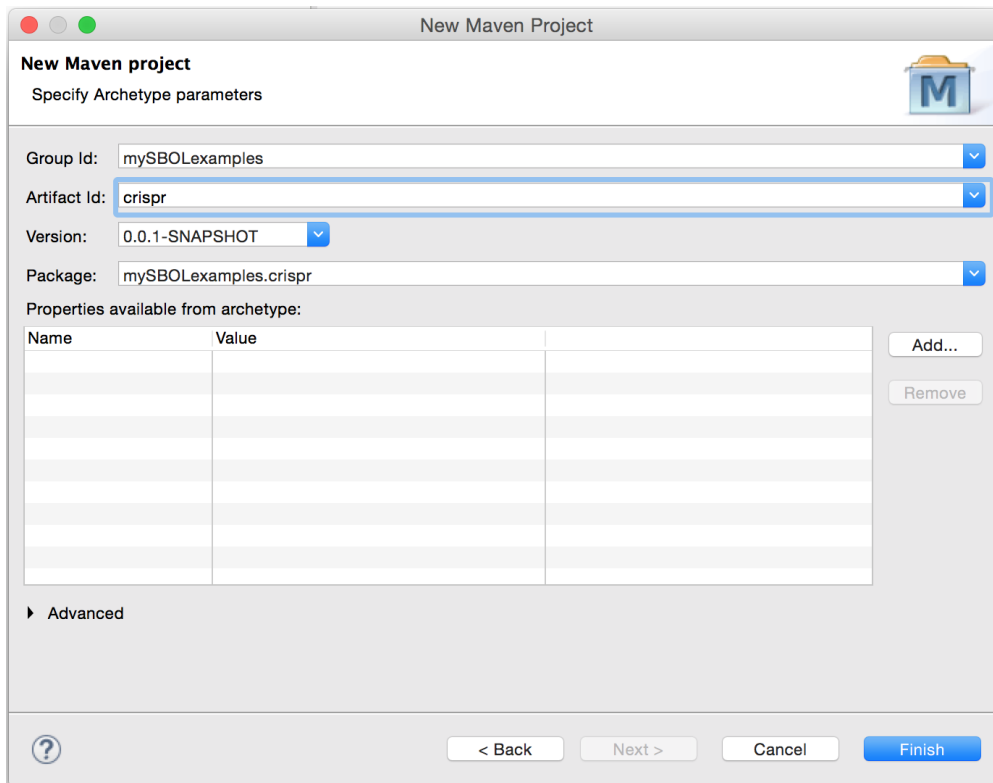 New Maven Project
New Maven project
Specify Archetype parameters
M
Group Id: mySBOLexamples
Artifact Id: crispr
Version: 0.0.1-SNAPSHOT
Package: mySBOLexamples.crispr
Properties available from archetype:
Name Value
Add...
Remove
Advanced
? < Back Next > Cancel Finish